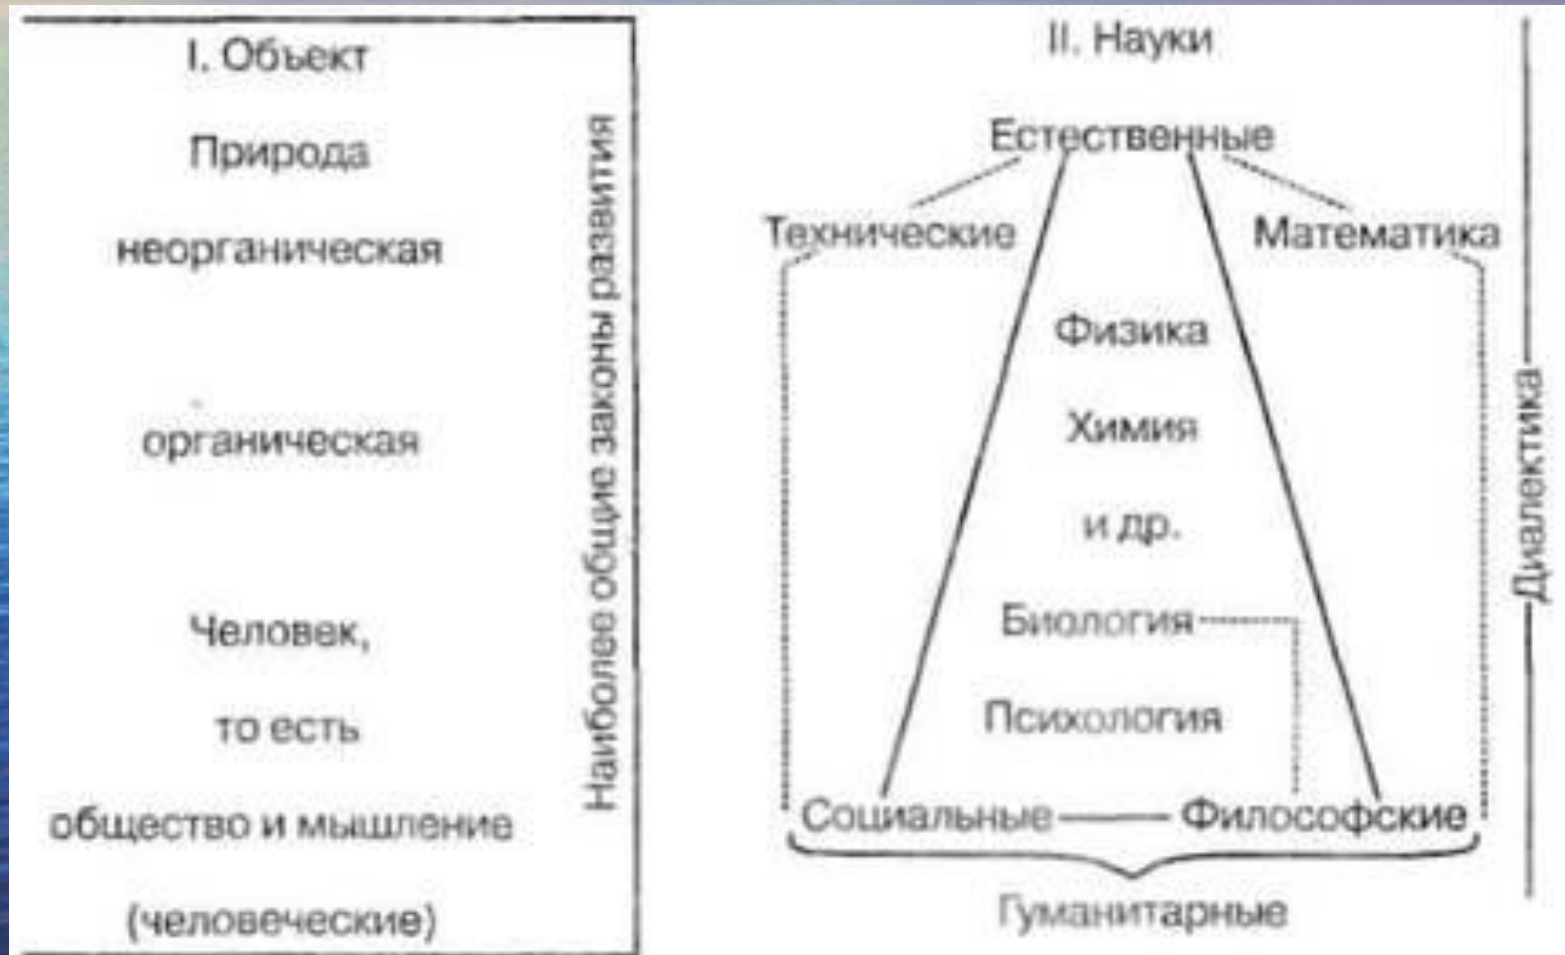 I. Объект
Природа
неорганическая
органическая
Человек,
то есть
общество и мышление
(человеческие)
Наиболее общие законы развития
II. Науки
Естественные
Технические
Математика
Физика
Химия
и др.
Биология
Психология
Социальные
Философские
Гуманитарные
Диалектика